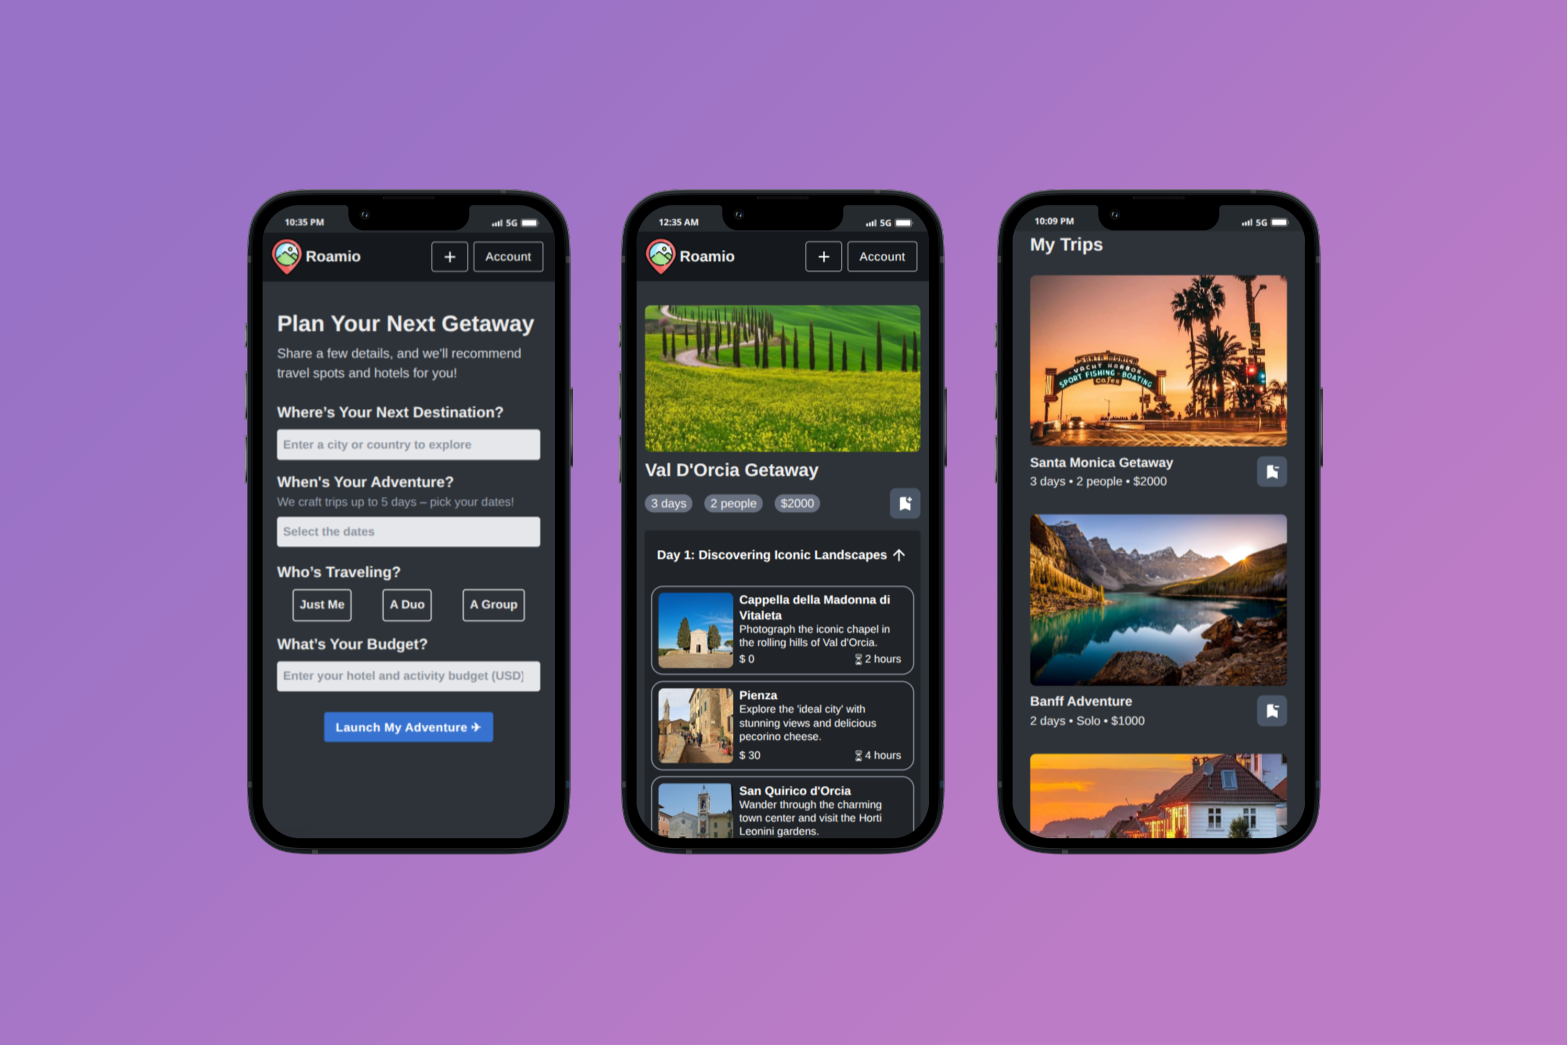 10:35 PM 5G
Roamio
+
Account
Plan Your Next Getaway
Share a few details, and we'll recommend
travel spots and hotels for you!
Where's Your Next Destination?
Enter a city or country to explore
When's Your Adventure?
We craft trips up to 5 days – pick your dates!
Select the dates
Who's Traveling?
Just Me
A Duo
A Group
What's Your Budget?
Enter your hotel and activity budget (USD)
Launch My Adventure ✈
12:35 AM 5G
Roamio
+
Account
Val D'Orcia Getaway
3 days
2 people
$2000
Day 1: Discovering Iconic Landscapes ↑
Cappella della Madonna di
Vitaleta
Photograph the iconic chapel in
the rolling hills of Val d'Orcia.
$ 0 ⏳ 2 hours
Pienza
Explore the 'ideal city' with
stunning views and delicious
pecorino cheese.
$ 30 ⏳ 4 hours
San Quirico d'Orcia
Wander through the charming
town center and visit the Horti
Leonini gardens.
10:09 PM 5G
My Trips
SANTA MONICA
YACHT HARBOR
SPORT FISHING - BOATING
Cafes
Santa Monica Getaway
3 days • 2 people • $2000
Banff Adventure
2 days • Solo • $1000